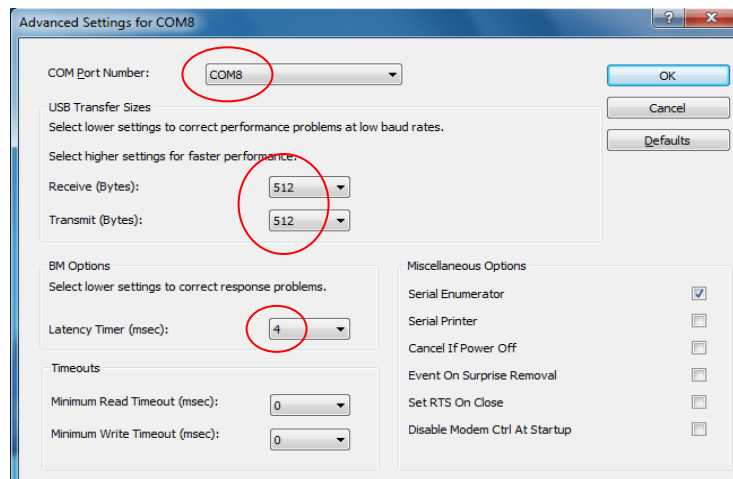 Advanced Settings for COM8
? X
COM Port Number: COM8
OK
USB Transfer Sizes
Cancel
Select lower settings to correct performance problems at low baud rates.
Defaults
Select higher settings for faster performance.
Receive (Bytes): 512
Transmit (Bytes): 512
BM Options
Select lower settings to correct response problems.
Latency Timer (msec): 4
Timeouts
Minimum Read Timeout (msec): 0
Minimum Write Timeout (msec): 0
Miscellaneous Options
Serial Enumerator
Serial Printer
Cancel If Power Off
Event On Surprise Removal
Set RTS On Close
Disable Modem Ctrl At Startup